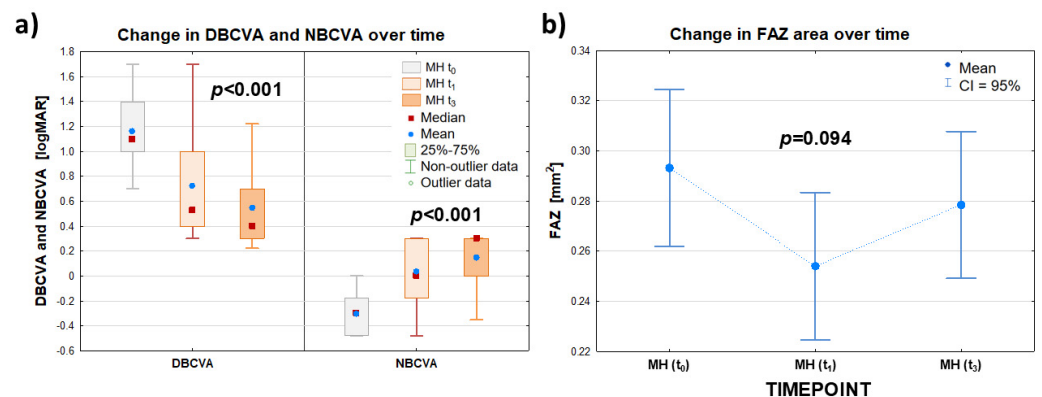 a)
Change in DBCVA and NBCVA over time
DBCVA and NBCVA [logMAR]
1.8
1.6
1.4
1.2
1.0
0.8
0.6
0.4
0.2
0
-0.2
-0.4
-0.6
p<0.001
MH t₀
MH t₁
MH t₃
Median
Mean
25%-75%
Non-outlier data
Outlier data
p<0.001
DBCVA
NBCVA
b)
Change in FAZ area over time
FAZ [mm²]
0.34
0.32
0.30
0.28
0.26
0.24
0.22
Mean
CI = 95%
p=0.094
MH (t₀)
MH (t₁)
MH (t₃)
TIMEPOINT